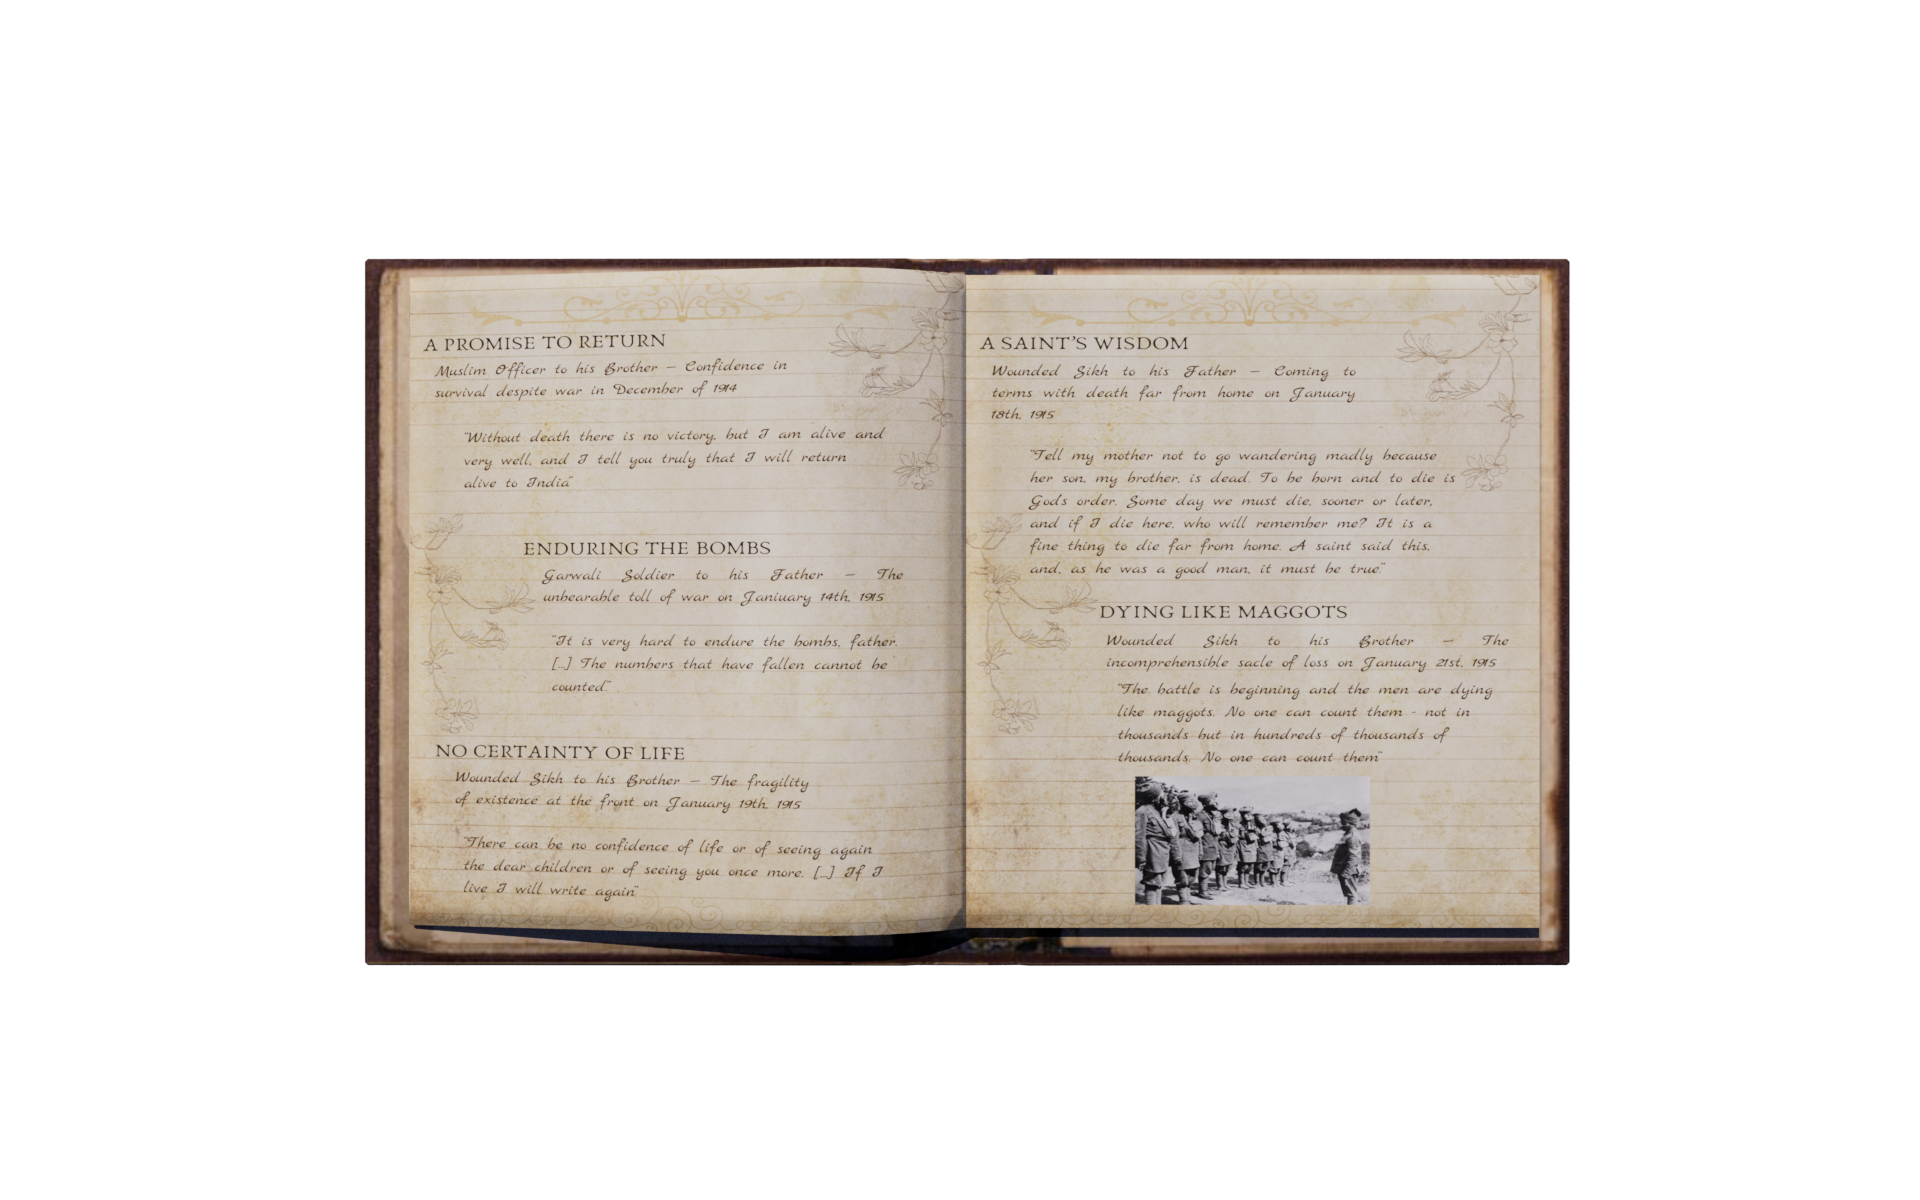 A PROMISE TO RETURN
Muslim Officer to his Brother – Confidence in
survival despite war in December of 1914
"Without death there is no victory, but I am alive and
very well, and I tell you truly that I will return
alive to India"
ENDURING THE BOMBS
Garwali Soldier to his Father – The
unbearable toll of war on Janiuary 14th, 1915
"It is very hard to endure the bombs, father.
[...] The numbers that have fallen cannot be
counted."
NO CERTAINTY OF LIFE
Wounded Sikh to his Brother – The fragility
of existence at the front on January 19th, 1915
"There can be no confidence of life or of seeing again
the dear children or of seeing you once more. [...] If I
live I will write again"
A SAINT'S WISDOM
Wounded Sikh to his Father – Coming to
terms with death far from home on January
18th, 1915
"Tell my mother not to go wandering madly because
her son, my brother, is dead. To be born and to die is
God's order. Some day we must die, sooner or later,
and if I die here, who will remember me? It is a
fine thing to die far from home. A saint said this,
and, as he was a good man, it must be true."
DYING LIKE MAGGOTS
Wounded Sikh to his Brother – The
incomprehensible sacle of loss on January 21st, 1915
"The battle is beginning and the men are dying
like maggots. No one can count them - not in
thousands but in hundreds of thousands of
thousands. No one can count them"